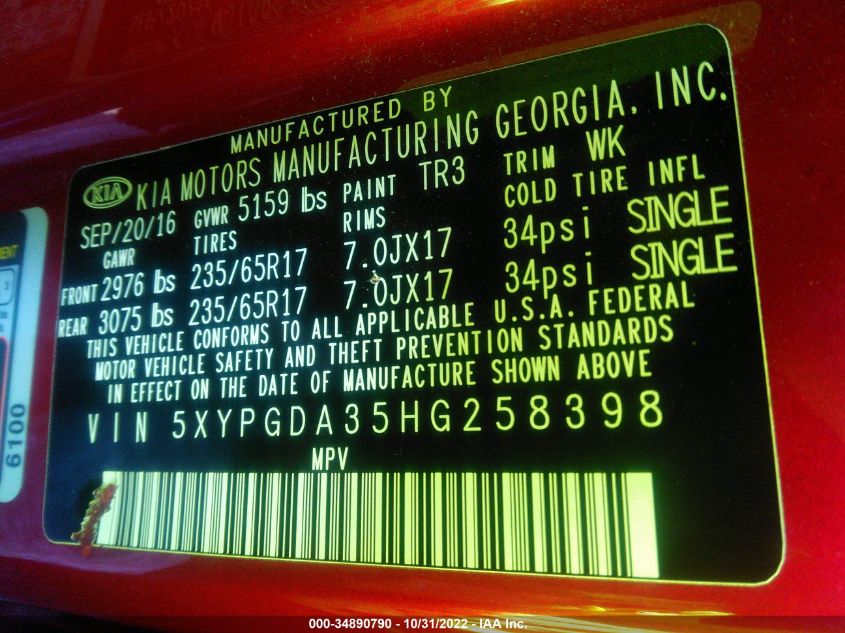 MANUFACTURED BY
KIA KIA MOTORS MANUFACTURING GEORGIA, INC.
SEP/20/16 GVWR 5159 lbs PAINT TR3 TRIM WK
GAWR TIRES RIMS COLD TIRE INFL
FRONT 2976 lbs 235/65R17 7.0JX17 34psi SINGLE
REAR 3075 lbs 235/65R17 7.0JX17 34psi SINGLE
THIS VEHICLE CONFORMS TO ALL APPLICABLE U.S.A. FEDERAL
MOTOR VEHICLE SAFETY AND THEFT PREVENTION STANDARDS
IN EFFECT ON THE DATE OF MANUFACTURE SHOWN ABOVE
VIN 5XYPGDA35HG258398
MPV
6100
000-34890790 - 10/31/2022 - IAA Inc.